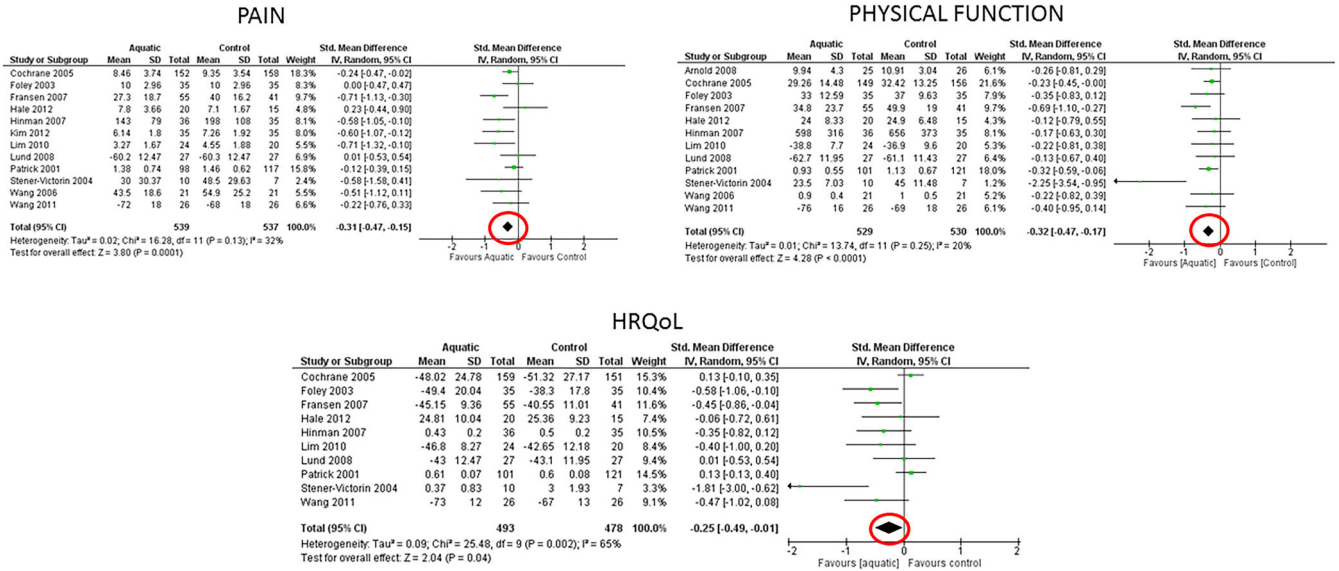 PAIN
Aquatic Control Std. Mean Difference Std. Mean Difference
Study or Subgroup Mean SD Total Mean SD Total Weight IV, Random, 95% CI IV, Random, 95% CI
Cochrane 2005 8.46 3.74 152 9.35 3.54 158 18.3% -0.24 [-0.47, -0.02]
Foley 2003 10 2.96 35 10 2.96 35 8.2% 0.00 [-0.47, 0.47]
Fransen 2007 27.3 18.7 55 40 16.2 41 9.7% -0.71 [-1.13, -0.30]
Hale 2012 7.8 3.66 20 7.1 1.67 15 4.6% 0.23 [-0.44, 0.90]
Hinman 2007 143 79 36 198 108 35 8.1% -0.58 [-1.05, -0.10]
Kim 2012 6.14 1.8 35 7.26 1.92 35 8.0% -0.60 [-1.07, -0.12]
Lim 2010 3.27 1.67 24 4.55 1.88 20 5.3% -0.71 [-1.32, -0.10]
Lund 2008 -60.2 12.47 27 -60.3 12.47 27 6.7% 0.01 [-0.53, 0.54]
Patrick 2001 1.38 0.74 98 1.46 0.62 117 15.8% -0.12 [-0.39, 0.15]
Stener-Victorin 2004 30 30.37 10 48.5 29.63 7 2.4% -0.58 [-1.58, 0.41]
Wang 2006 43.5 18.6 21 54.9 25.2 21 5.3% -0.51 [-1.12, 0.11]
Wang 2011 -72 18 26 -68 18 26 6.6% -0.22 [-0.76, 0.33]
Total (95% CI) 539 537 100.0% -0.31 [-0.47, -0.15]
Heterogeneity: Tau² = 0.02; Chi² = 16.28, df = 11 (P = 0.13); I² = 32%
Test for overall effect: Z = 3.80 (P = 0.0001)
-2 -1 0 1 2
Favours Aquatic Favours Control
PHYSICAL FUNCTION
Aquatic Control Std. Mean Difference Std. Mean Difference
Study or Subgroup Mean SD Total Mean SD Total Weight IV, Random, 95% CI IV, Random, 95% CI
Arnold 2008 9.94 4.3 25 10.91 3.04 26 6.1% -0.26 [-0.81, 0.29]
Cochrane 2005 29.26 14.48 149 32.42 13.25 156 21.6% -0.23 [-0.45, -0.00]
Foley 2003 33 12.59 35 37 9.63 35 7.9% -0.35 [-0.83, 0.12]
Fransen 2007 34.8 23.7 55 49.9 19 41 9.9% -0.69 [-1.10, -0.27]
Hale 2012 24 8.33 20 24.9 6.48 15 4.4% -0.12 [-0.79, 0.55]
Hinman 2007 598 316 36 656 373 35 8.1% -0.17 [-0.63, 0.30]
Lim 2010 -38.8 7.7 24 -36.9 9.6 20 5.4% -0.22 [-0.81, 0.38]
Lund 2008 -62.7 11.95 27 -61.1 11.43 27 6.4% -0.13 [-0.67, 0.40]
Patrick 2001 0.93 0.55 101 1.13 0.67 121 17.6% -0.32 [-0.59, -0.06]
Stener-Victorin 2004 23.5 7.03 10 45 11.48 7 1.3% -2.25 [-3.54, -0.95]
Wang 2006 0.9 0.4 21 1 0.5 21 5.2% -0.22 [-0.82, 0.39]
Wang 2011 -76 16 26 -69 18 26 6.2% -0.40 [-0.95, 0.14]
Total (95% CI) 529 530 100.0% -0.32 [-0.47, -0.17]
Heterogeneity: Tau² = 0.01; Chi² = 13.74, df = 11 (P = 0.25); I² = 20%
Test for overall effect: Z = 4.28 (P < 0.0001)
-2 -1 0 1 2
Favours [Aquatic] Favours [Control]
HRQoL
Aquatic Control Std. Mean Difference Std. Mean Difference
Study or Subgroup Mean SD Total Mean SD Total Weight IV, Random, 95% CI IV, Random, 95% CI
Cochrane 2005 -48.02 24.78 159 -51.32 27.17 151 15.3% 0.13 [-0.10, 0.35]
Foley 2003 -49.4 20.04 35 -38.3 17.8 35 10.4% -0.58 [-1.06, -0.10]
Fransen 2007 -45.15 9.36 55 -40.55 11.01 41 11.6% -0.45 [-0.86, -0.04]
Hale 2012 24.81 10.04 20 25.36 9.23 15 7.4% -0.06 [-0.72, 0.61]
Hinman 2007 0.43 0.2 36 0.5 0.2 35 10.5% -0.35 [-0.82, 0.12]
Lim 2010 -46.8 8.27 24 -42.65 12.18 20 8.4% -0.40 [-1.00, 0.20]
Lund 2008 -43 12.47 27 -43.1 11.95 27 9.3% 0.01 [-0.53, 0.54]
Patrick 2001 0.61 0.07 101 0.6 0.08 121 14.5% 0.13 [-0.13, 0.40]
Stener-Victorin 2004 0.37 0.83 10 3 1.93 7 3.3% -1.81 [-3.00, -0.62]
Wang 2011 -73 12 26 -67 13 26 9.1% -0.47 [-1.02, 0.08]
Total (95% CI) 493 478 100.0% -0.25 [-0.49, -0.01]
Heterogeneity: Tau² = 0.09; Chi² = 25.48, df = 9 (P = 0.002); I² = 65%
Test for overall effect: Z = 2.04 (P = 0.04)
-2 -1 0 1 2
Favours [aquatic] Favours control